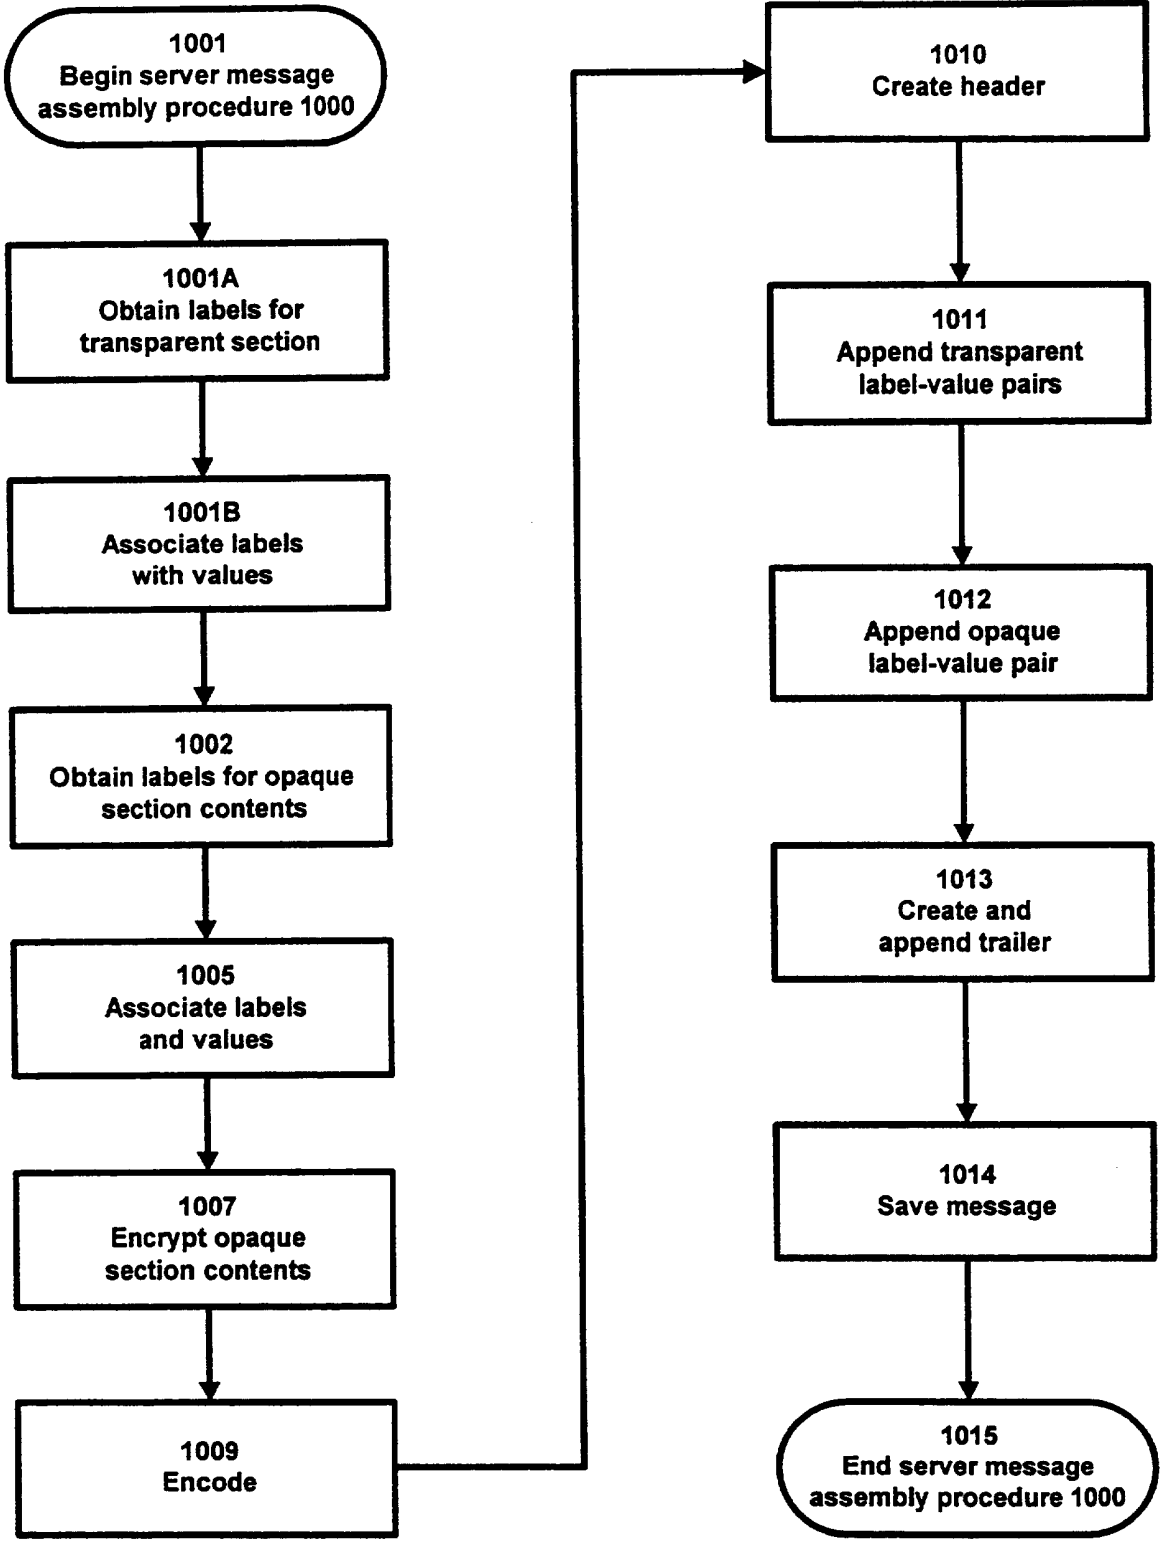 1001
Begin server message
assembly procedure 1000
1001A
Obtain labels for
transparent section
1001B
Associate labels
with values
1002
Obtain labels for opaque
section contents
1005
Associate labels
and values
1007
Encrypt opaque
section contents
1009
Encode
1010
Create header
1011
Append transparent
label-value pairs
1012
Append opaque
label-value pair
1013
Create and
append trailer
1014
Save message
1015
End server message
assembly procedure 1000